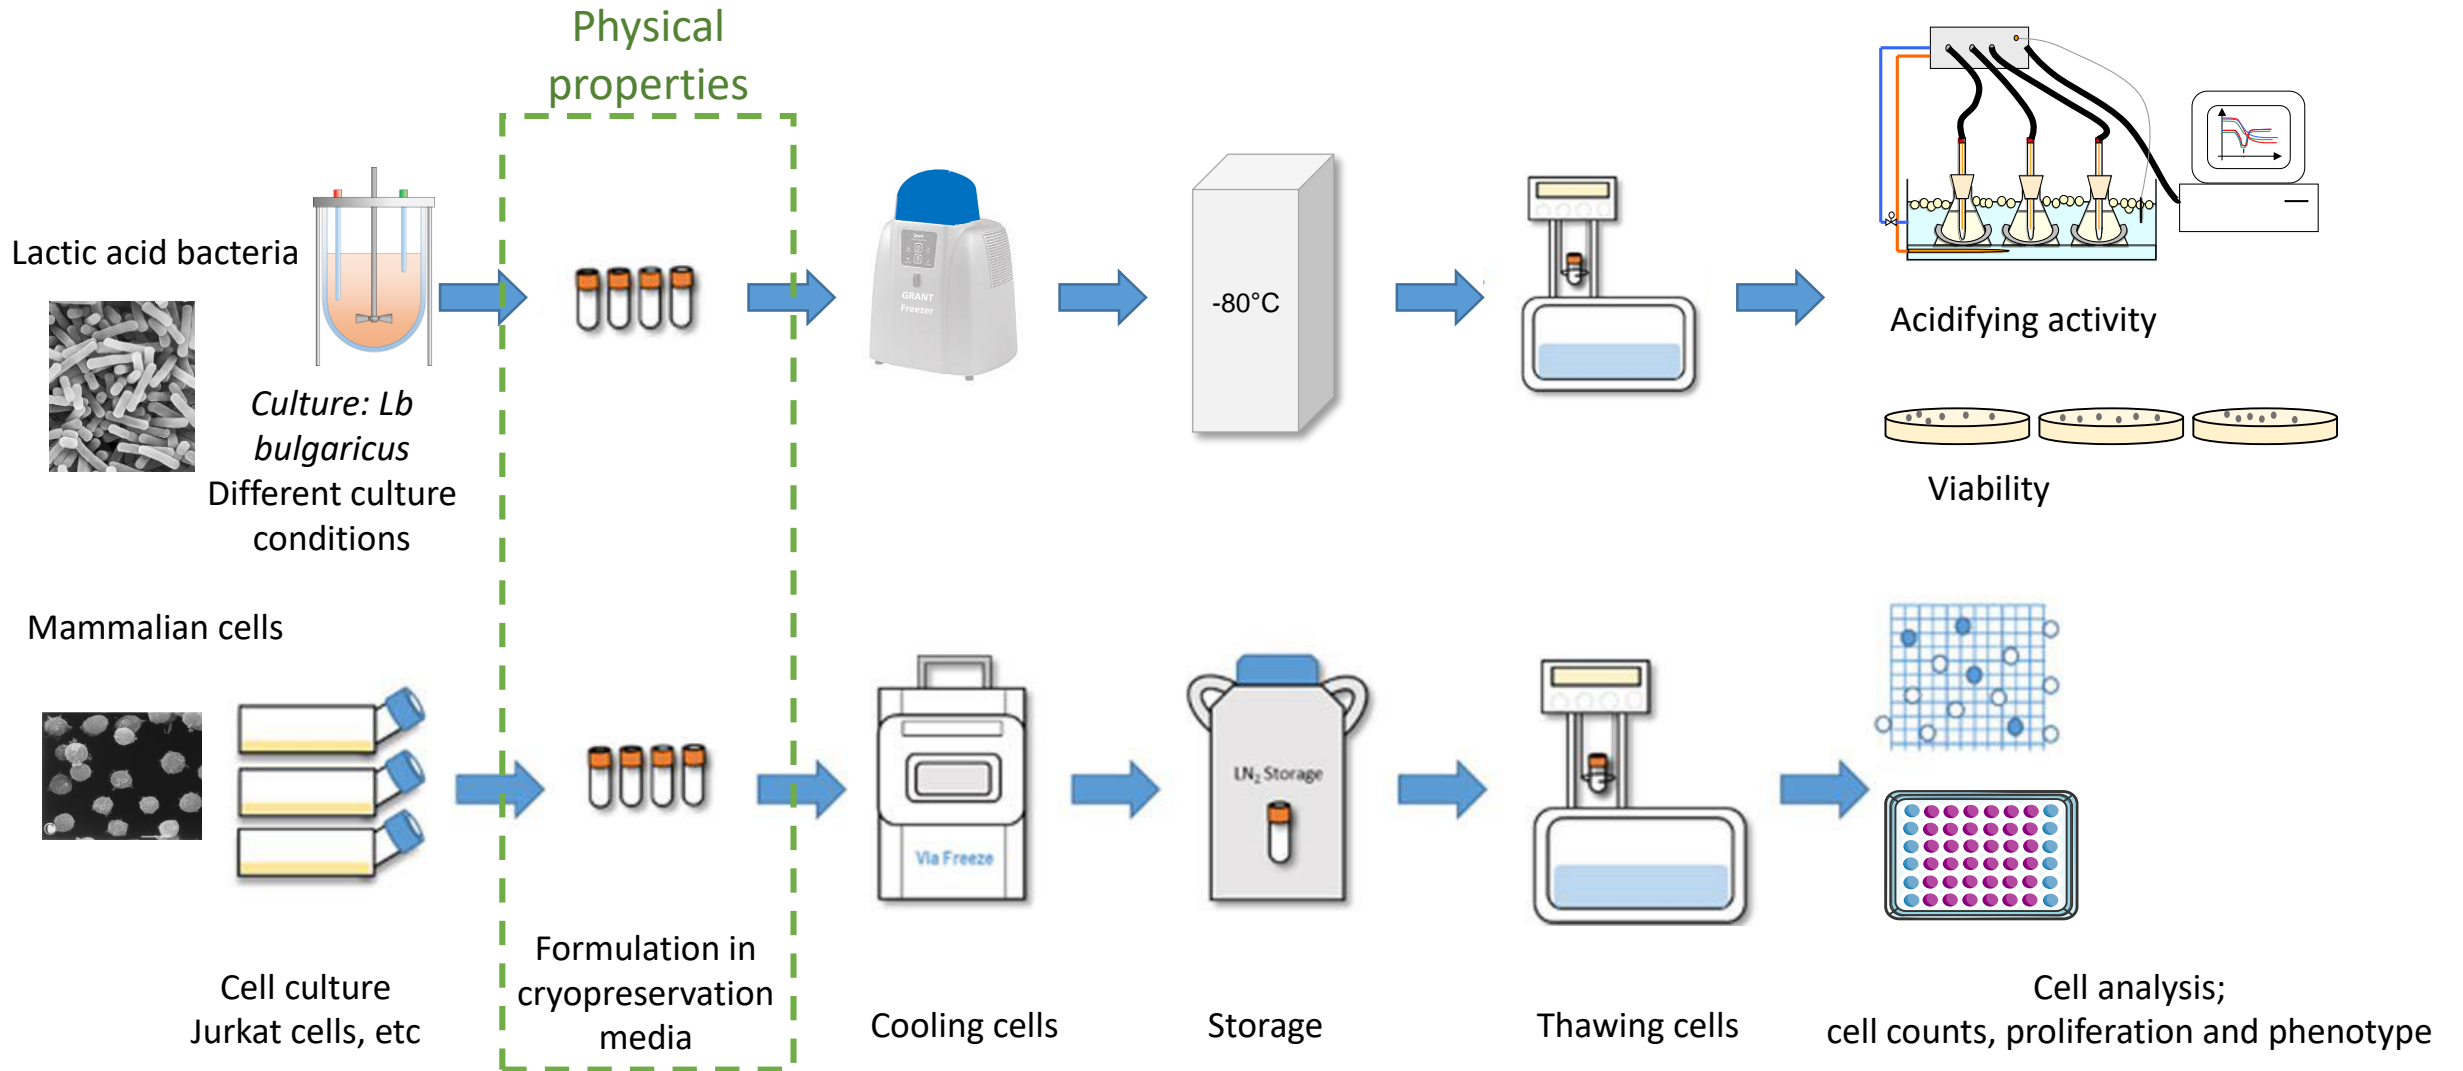 Physical
properties
Lactic acid bacteria
Culture: Lb
bulgaricus
Different culture
conditions
GRANT
Freezer
-80°C
Acidifying activity
Viability
Mammalian cells
C
Via Freeze
LN₂ Storage
Cell culture
Jurkat cells, etc
Formulation in
cryopreservation
media
Cooling cells
Storage
Thawing cells
Cell analysis;
cell counts, proliferation and phenotype